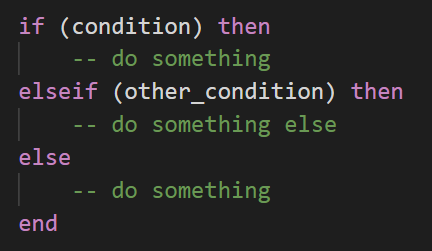 if (condition) then
    -- do something
elseif (other_condition) then
    -- do something else
else
    -- do something
end